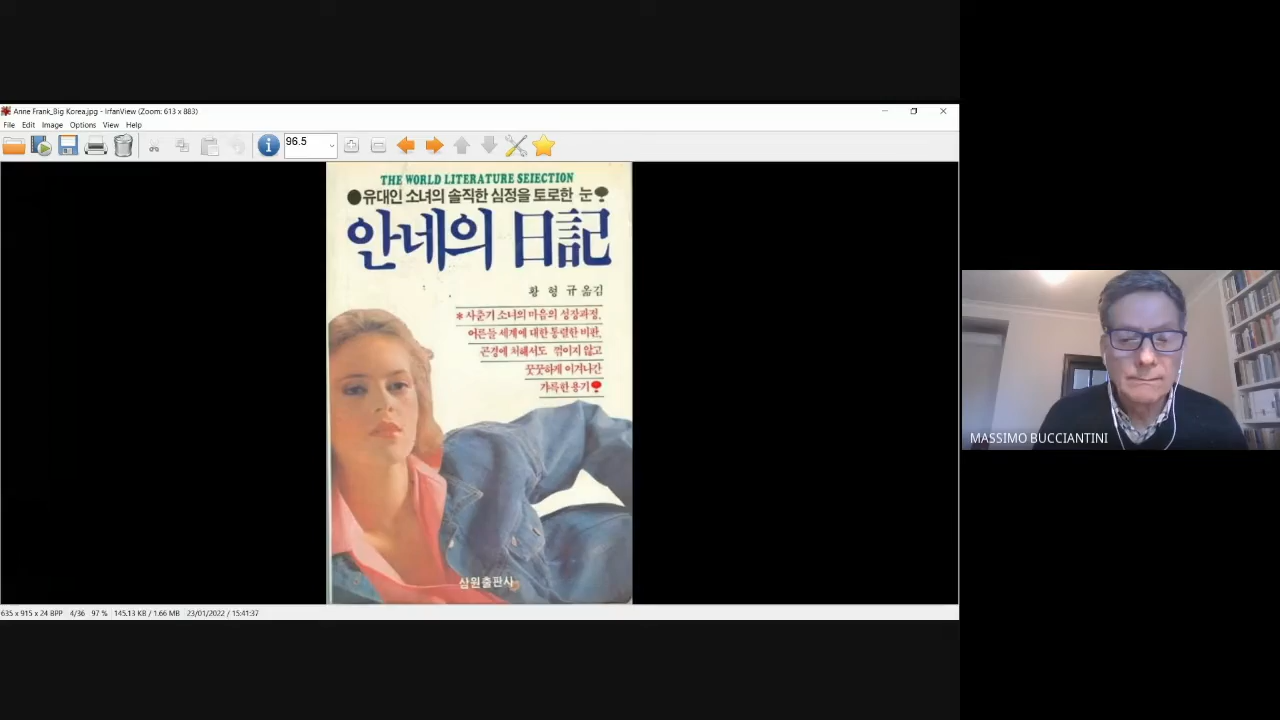 Anne Frank_Big Korea.jpg - IrfanView (Zoom: 613 x 883)
File Edit Image Options View Help
96.5
THE WORLD LITERATURE SEIECTION
●유대인 소녀의 솔직한 심정을 토로한 눈
안네의 日記
황 형 규 옮김
*사춘기 소녀의 마음의 성장과정,
어른들 세계에 대한 통렬한 비판,
곤경에 처해서도 꺾이지 않고
꿋꿋하게 이겨나간
갸륵한 용기
삼원출판사
635 x 915 x 24 BPP 4/36 97 % 145.13 KB / 1.66 MB 23/01/2022 / 15:41:37
MASSIMO BUCCIANTINI